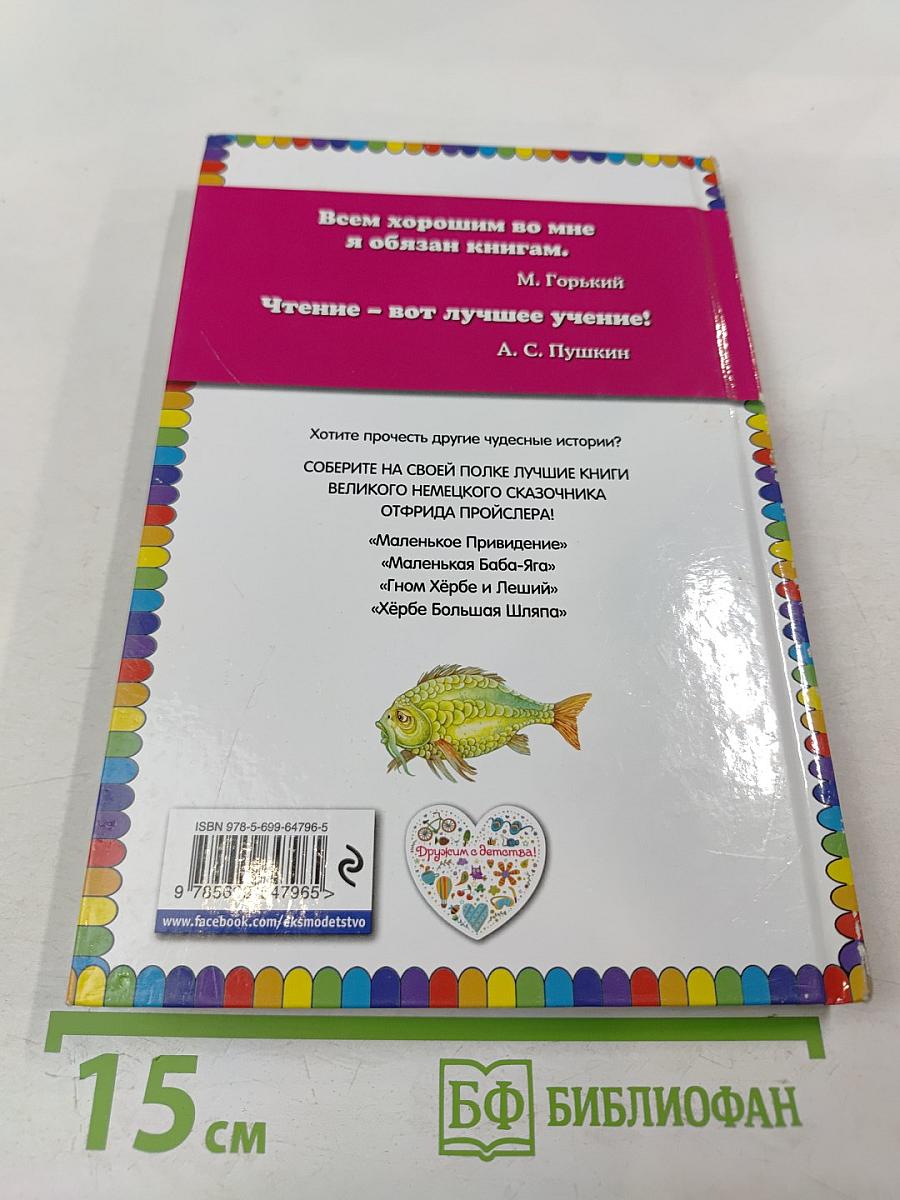 Всем хорошим во мне
я обязан книгам.
М. Горький
Чтение – вот лучшее учение!
А. С. Пушкин
Хотите прочесть другие чудесные истории?
СОБЕРИТЕ НА СВОЕЙ ПОЛКЕ ЛУЧШИЕ КНИГИ
ВЕЛИКОГО НЕМЕЦКОГО СКАЗОЧНИКА
ОТФРИДА ПРОЙСЛЕРА!
«Маленькое Привидение»
«Маленькая Баба-Яга»
«Гном Хёрбе и Леший»
«Хёрбе Большая Шляпа»
ISBN 978-5-699-64796-5
www.facebook.com/eksmodetstvo
Дружим с детства!
15 см
БФ БИБЛИОФАН